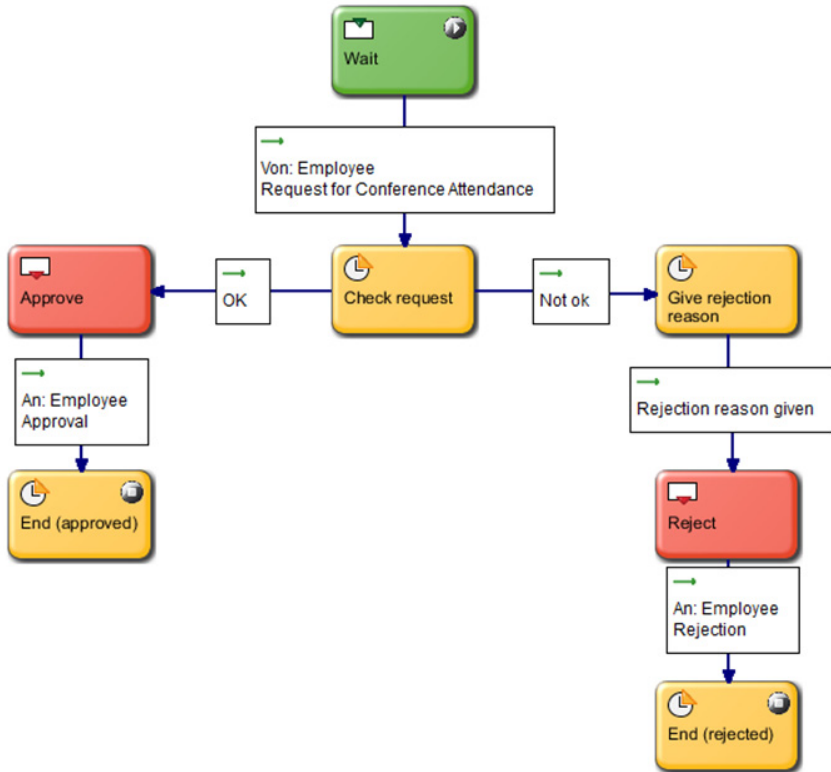 Wait
Von: Employee
Request for Conference Attendance
Approve
OK
Check request
Not ok
Give rejection
reason
An: Employee
Approval
Rejection reason given
End (approved)
Reject
An: Employee
Rejection
End (rejected)